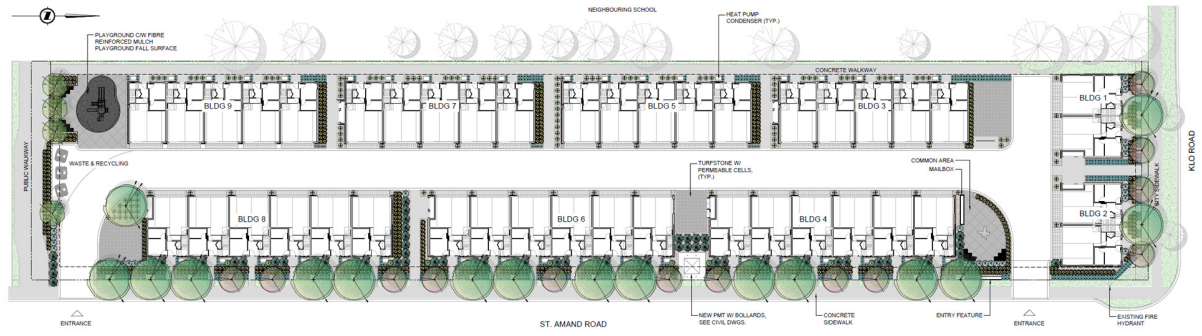 NEIGHBOURING SCHOOL
HEAT PUMP
CONDENSER (TYP.)
PLAYGROUND C/W FIBRE
REINFORCED MULCH
PLAYGROUND FALL SURFACE
CONCRETE WALKWAY
BLDG 9
BLDG 7
BLDG 5
BLDG 3
BLDG 1
PUBLIC WALKWAY
WASTE & RECYCLING
TURFSTONE W/
PERMEABLE CELLS,
(TYP.)
COMMON AREA
MAILBOX
CITY SIDEWALK
KLO ROAD
BLDG 8
BLDG 6
BLDG 4
BLDG 2
ENTRANCE
ST. AMAND ROAD
NEW PMT W/ BOLLARDS,
SEE CIVIL DWGS.
CONCRETE
SIDEWALK
ENTRY FEATURE
ENTRANCE
EXISTING FIRE
HYDRANT